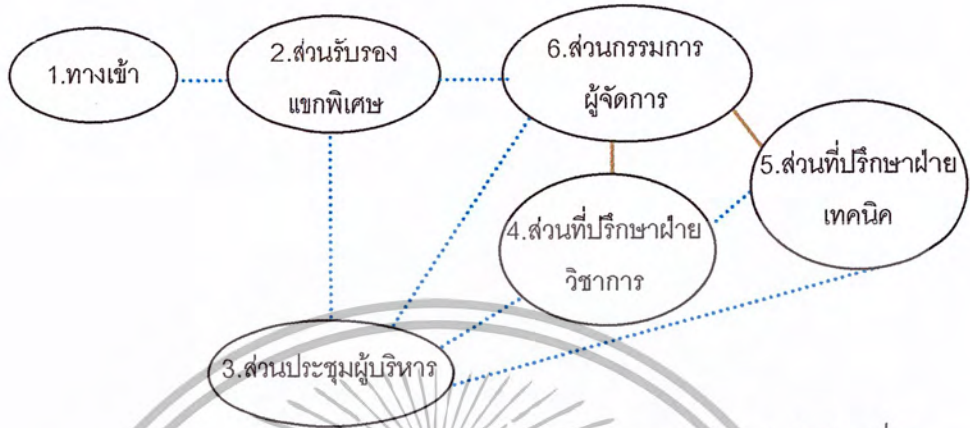 1.ทางเข้า
2.ส่วนรับรอง
แขกพิเศษ
6.ส่วนกรรมการ
ผู้จัดการ
5.ส่วนที่ปรึกษาฝ่าย
เทคนิค
4.ส่วนที่ปรึกษาฝ่าย
วิชาการ
3.ส่วนประชุมผู้บริหาร